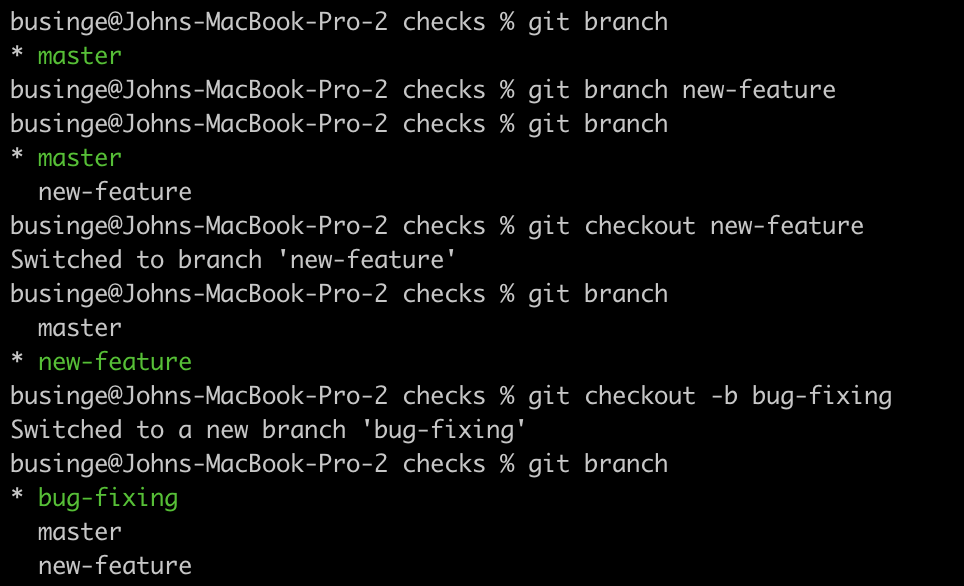 businge@Johns-MacBook-Pro-2 checks % git branch
* master
businge@Johns-MacBook-Pro-2 checks % git branch new-feature
businge@Johns-MacBook-Pro-2 checks % git branch
* master
  new-feature
businge@Johns-MacBook-Pro-2 checks % git checkout new-feature
Switched to branch 'new-feature'
businge@Johns-MacBook-Pro-2 checks % git branch
  master
* new-feature
businge@Johns-MacBook-Pro-2 checks % git checkout -b bug-fixing
Switched to a new branch 'bug-fixing'
businge@Johns-MacBook-Pro-2 checks % git branch
* bug-fixing
  master
  new-feature